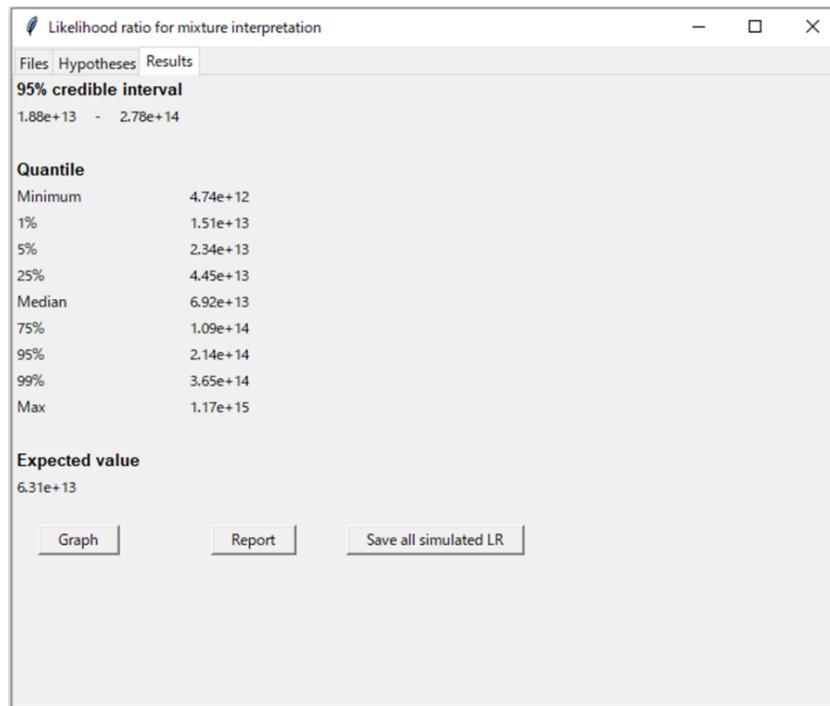 Likelihood ratio for mixture interpretation
Files Hypotheses Results
95% credible interval
1.88e+13 - 2.78e+14
Quantile
Minimum 4.74e+12
1% 1.51e+13
5% 2.34e+13
25% 4.45e+13
Median 6.92e+13
75% 1.09e+14
95% 2.14e+14
99% 3.65e+14
Max 1.17e+15
Expected value
6.31e+13
Graph Report Save all simulated LR